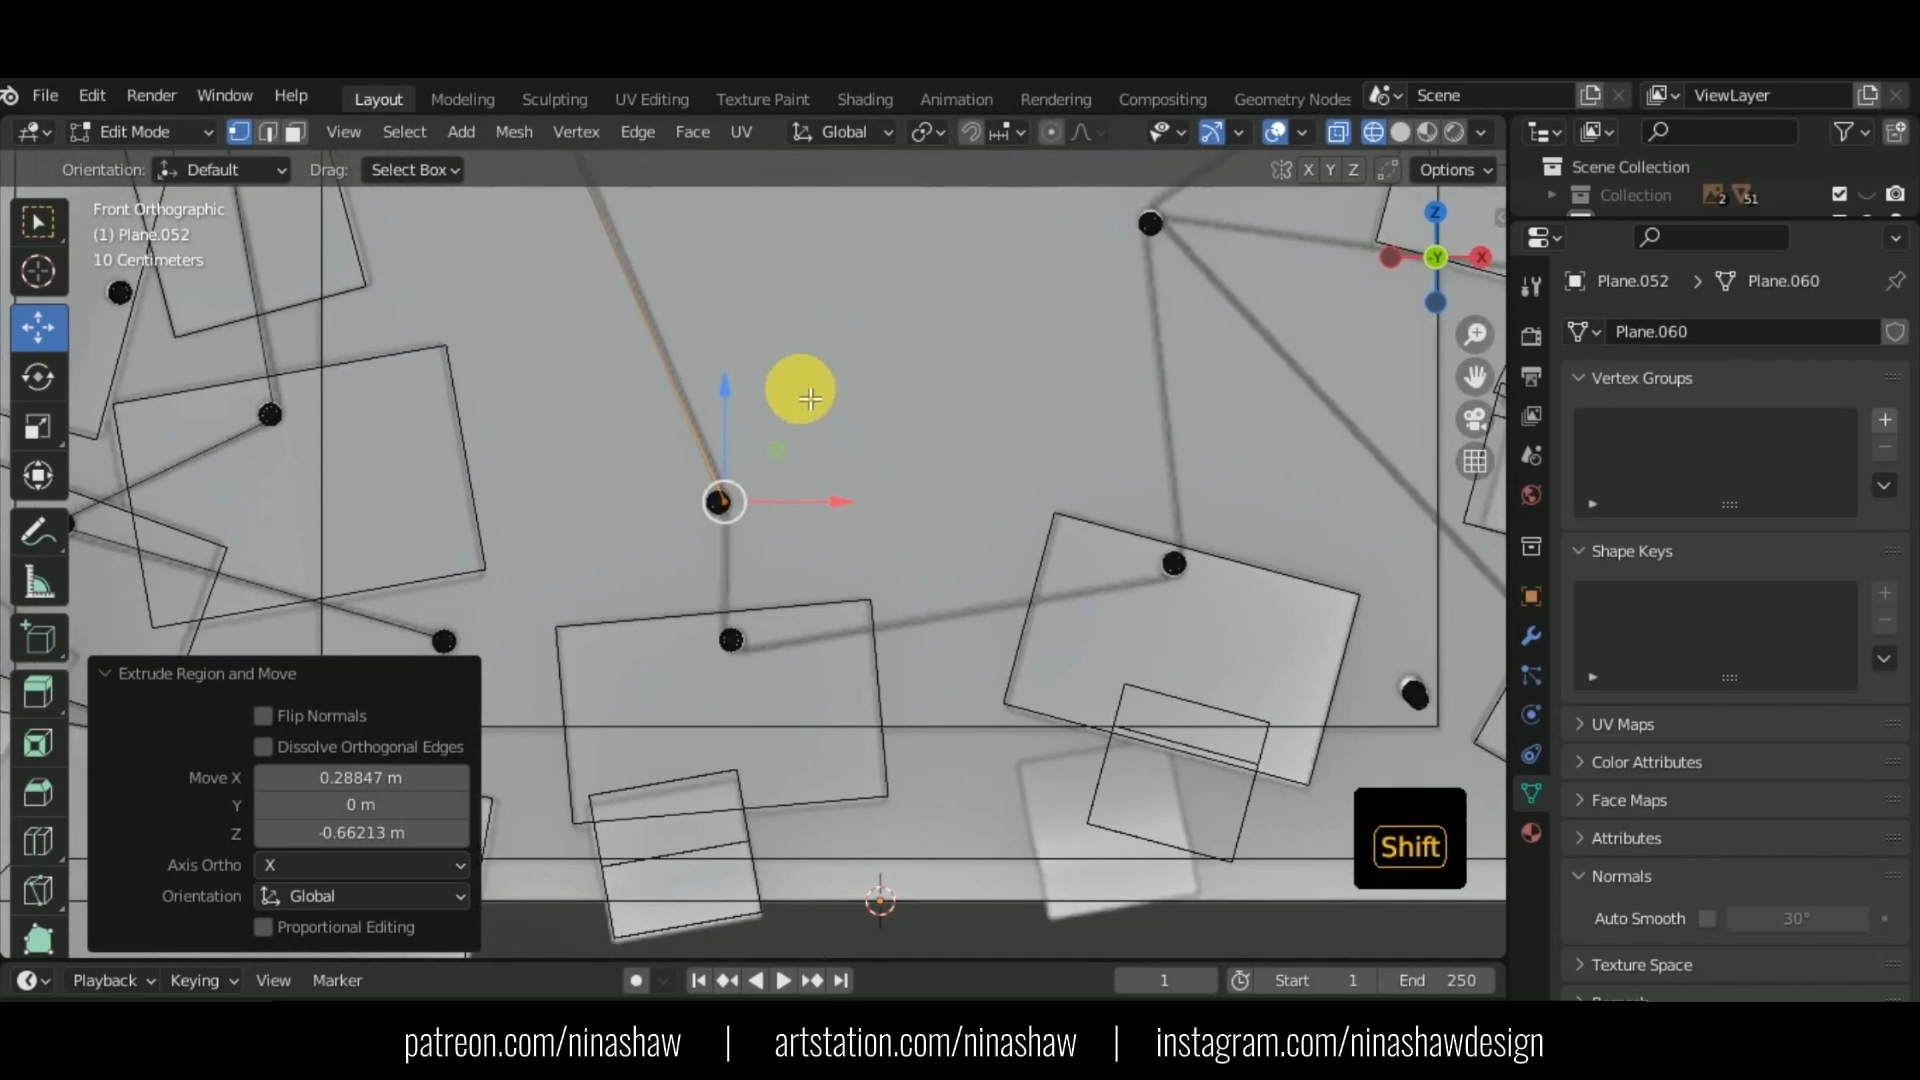 File Edit Render Window Help Layout Modeling Sculpting UV Editing Texture Paint Shading Animation Rendering Compositing Geometry Nodes Scene ViewLayer
Edit Mode View Select Add Mesh Vertex Edge Face UV Global
Orientation: Default Drag: Select Box X Y Z Options
Scene Collection
Collection 2 51
Front Orthographic
(1) Plane.052
10 Centimeters
Z
-Y X
Plane.052 > Plane.060
Plane.060
Vertex Groups
Shape Keys
UV Maps
Color Attributes
Face Maps
Attributes
Normals
Auto Smooth 30°
Texture Space
Extrude Region and Move
Flip Normals
Dissolve Orthogonal Edges
Move X 0.28847 m
Y 0 m
Z -0.66213 m
Axis Ortho X
Orientation Global
Proportional Editing
Shift
Playback Keying View Marker 1 Start 1 End 250
patreon.com/ninashaw | artstation.com/ninashaw | instagram.com/ninashawdesign